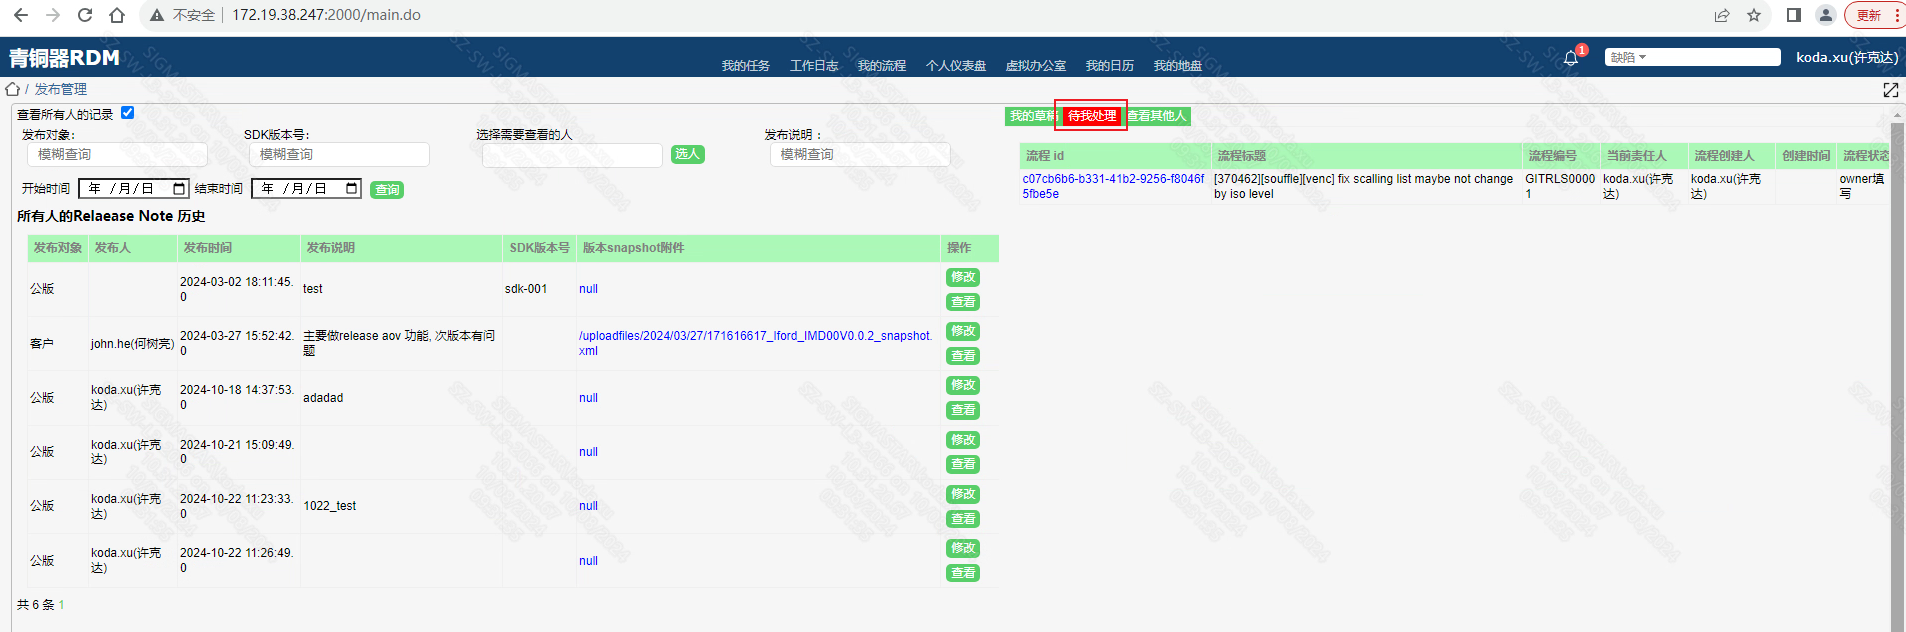 不安全 172.19.38.247:2000/main.do 更新
青铜器RDM
我的任务 工作日志 我的流程 个人仪表盘 虚拟办公室 我的日历 我的地盘
1
缺陷
koda.xu(许克达)
/ 发布管理
查看所有人的记录
发布对象: SDK版本号: 选择需要查看的人 发布说明 :
模糊查询 模糊查询 选人 模糊查询
开始时间 年 /月/日 结束时间 年 /月/日 查询
所有人的Relaease Note 历史
发布对象 发布人 发布时间 发布说明 SDK版本号 版本snapshot附件 操作
公版 2024-03-02 18:11:45.
0 test sdk-001 null 修改
查看
客户 john.he(何树亮) 2024-03-27 15:52:42.
0 主要做release aov 功能, 次版本有问
题 /uploadfiles/2024/03/27/171616617_Iford_IMD00V0.0.2_snapshot.
xml 修改
查看
公版 koda.xu(许克
达) 2024-10-18 14:37:53.
0 adadad null 修改
查看
公版 koda.xu(许克
达) 2024-10-21 15:09:49.
0 null 修改
查看
公版 koda.xu(许克
达) 2024-10-22 11:23:33.
0 1022_test null 修改
查看
公版 koda.xu(许克
达) 2024-10-22 11:26:49.
0 null 修改
查看
共 6 条 1
我的草稿 待我处理 查看其他人
流程 id 流程标题 流程编号 当前责任人 流程创建人 创建时间 流程状态
c07cb6b6-b331-41b2-9256-f8046f
5fbe5e [370462][souffle][venc] fix scalling list maybe not change
by iso level GITRLS0000
1 koda.xu(许克
达) koda.xu(许克
达) owner填
写